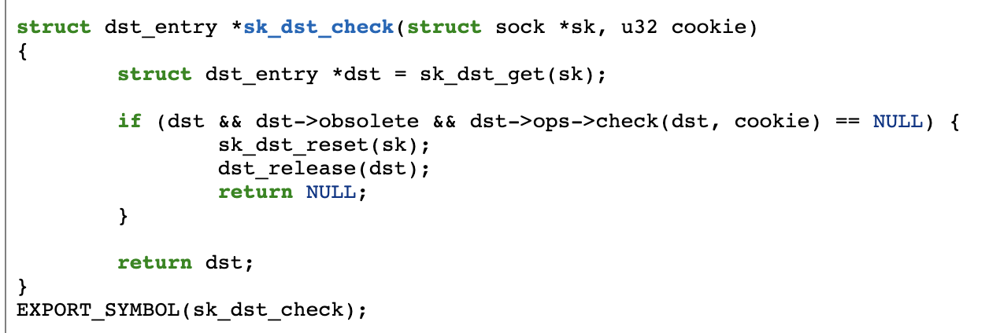 struct dst_entry *sk_dst_check(struct sock *sk, u32 cookie)
{
        struct dst_entry *dst = sk_dst_get(sk);

        if (dst && dst->obsolete && dst->ops->check(dst, cookie) == NULL) {
                sk_dst_reset(sk);
                dst_release(dst);
                return NULL;
        }

        return dst;
}
EXPORT_SYMBOL(sk_dst_check);